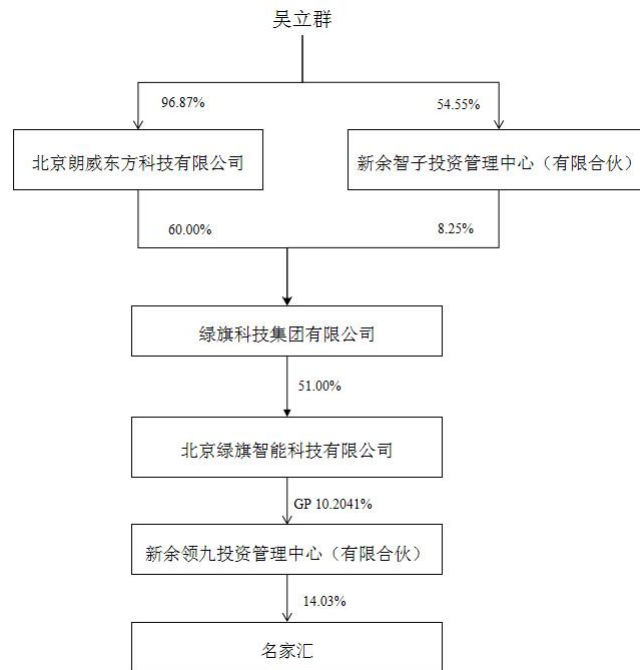 吴立群
96.87%
54.55%
北京朗威东方科技有限公司
新余智子投资管理中心（有限合伙）
60.00%
8.25%
绿旗科技集团有限公司
51.00%
北京绿旗智能科技有限公司
GP 10.2041%
新余领九投资管理中心（有限合伙）
14.03%
名家汇